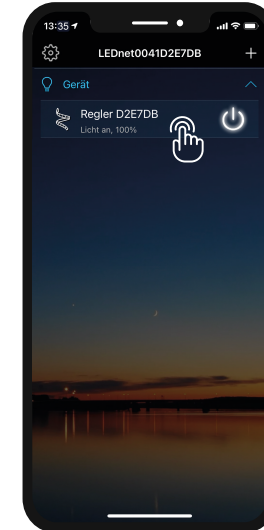 13:35
LEDnet0041D2E7DB
Gerät
Regler D2E7DB
Licht an, 100%